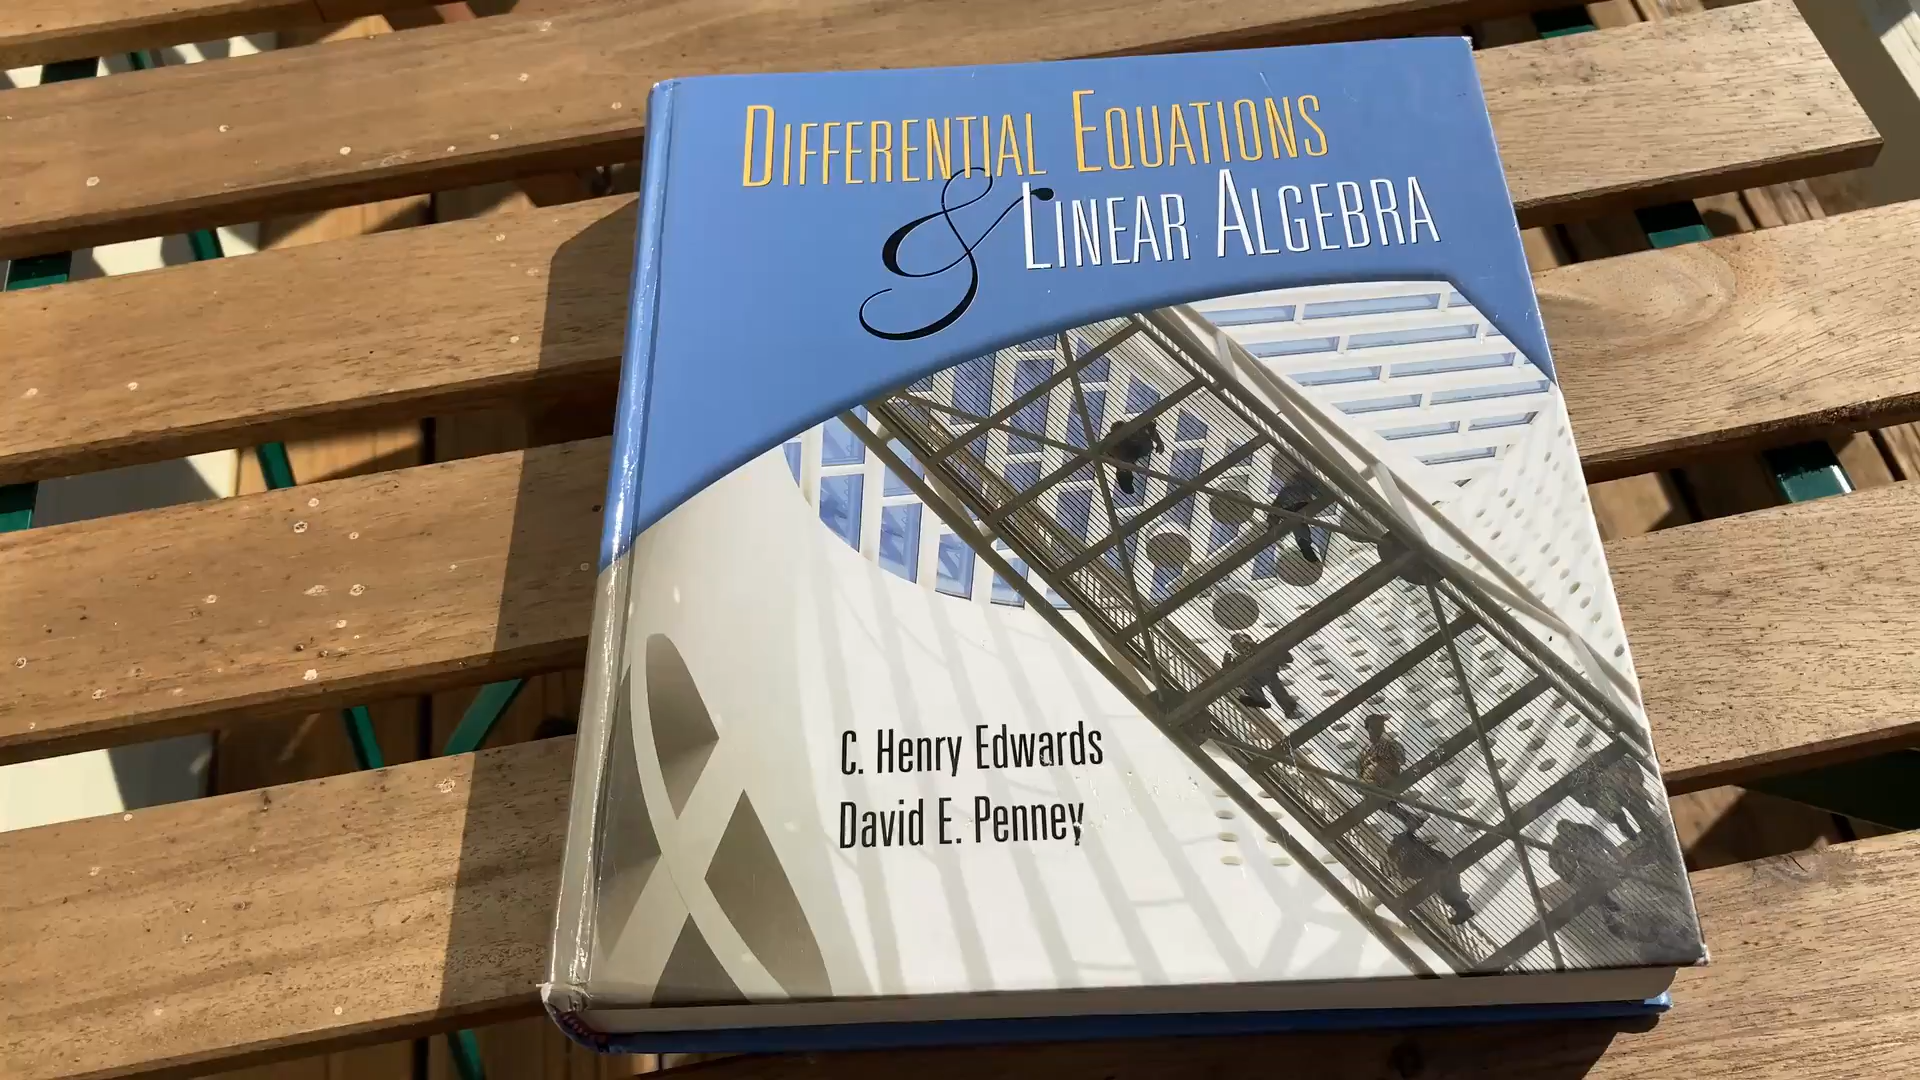 DIFFERENTIAL EQUATIONS
& LINEAR ALGEBRA
C. Henry Edwards
David E. Penney